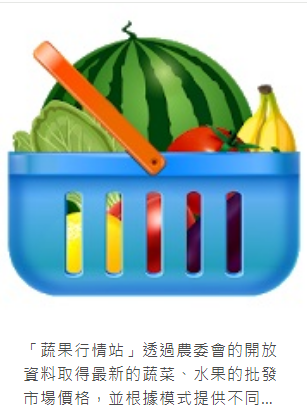 「蔬果行情站」透過農委會的開放
資料取得最新的蔬菜、水果的批發
市場價格，並根據模式提供不同...